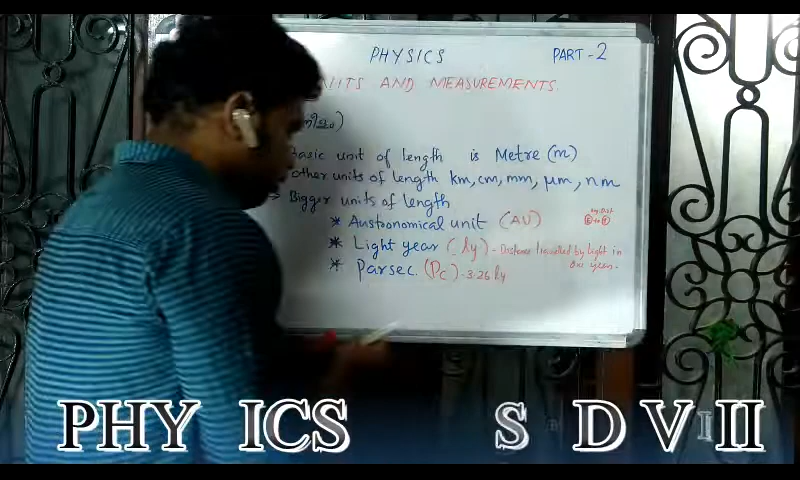 PHYSICS PART-2
AND MEASUREMENTS.
Basic unit of length is Metre (m)
other units of length km, cm, mm, μm, nm
→ Bigger units of length
* Austronomical unit (AU)
* Light year (ly) - Distance travelled by light in
one year.
* Parsec. (Pc) - 3.26 ly
PHY ICS S D V II